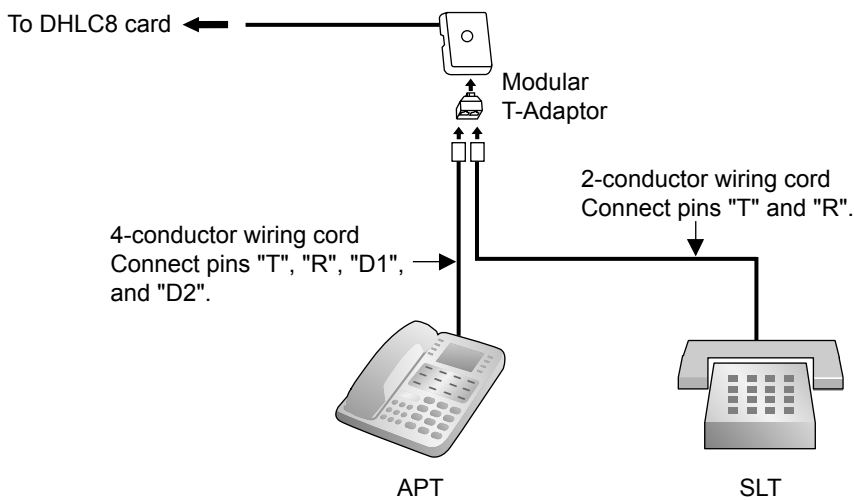 To DHLC8 card
Modular
T-Adaptor
2-conductor wiring cord
Connect pins "T" and "R".
4-conductor wiring cord
Connect pins "T", "R", "D1",
and "D2".
APT
SLT